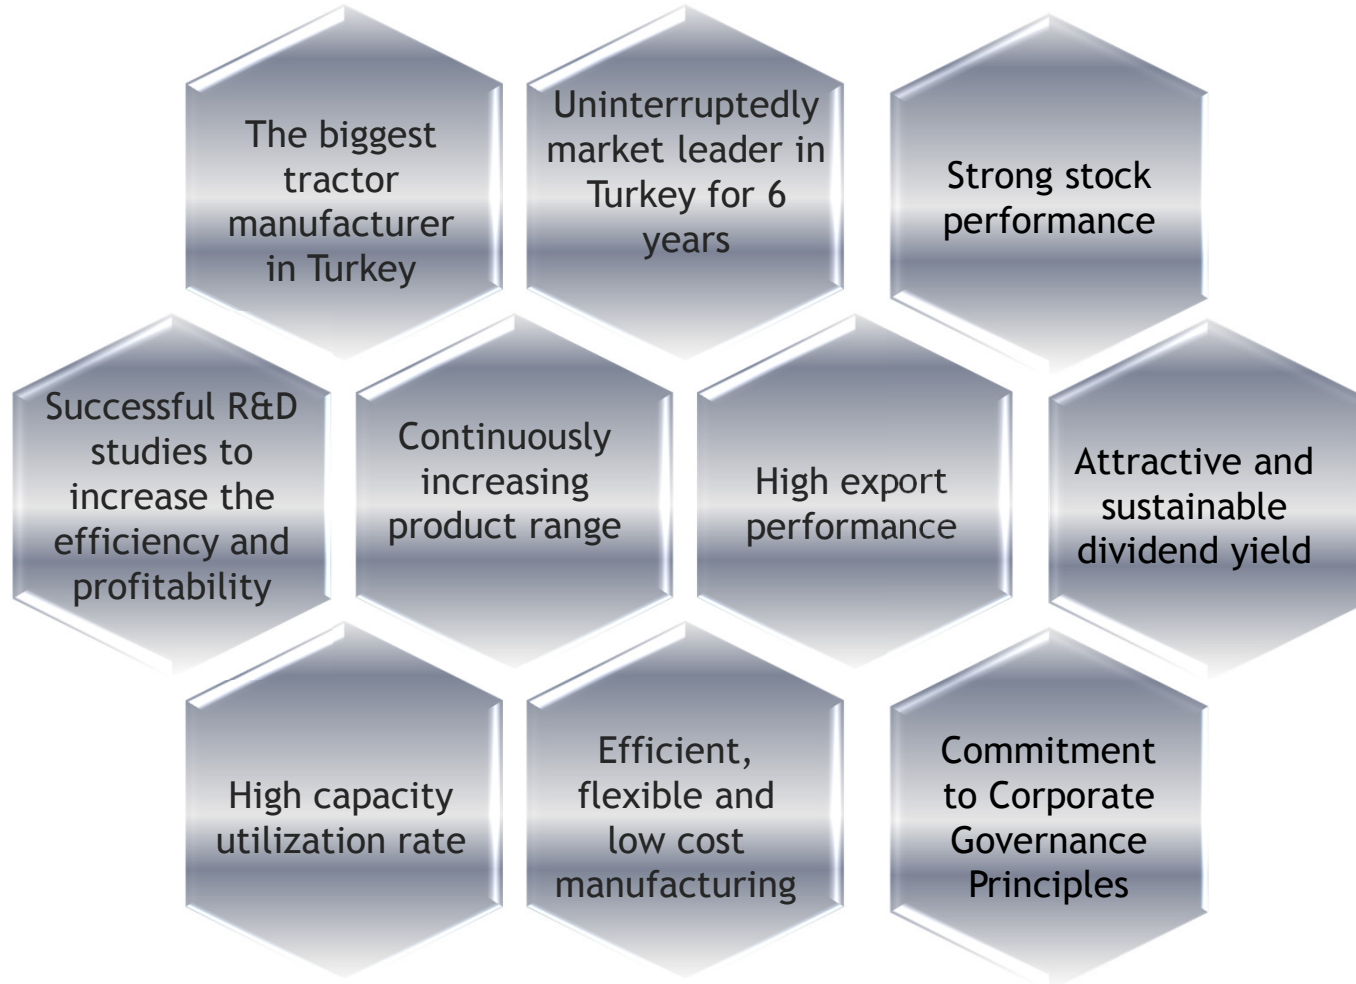 The biggest
tractor
manufacturer
in Turkey
Uninterruptedly
market leader in
Turkey for 6
years
Strong stock
performance
Successful R&D
studies to
increase the
efficiency and
profitability
Continuously
increasing
product range
High export
performance
Attractive and
sustainable
dividend yield
High capacity
utilization rate
Efficient,
flexible and
low cost
manufacturing
Commitment
to Corporate
Governance
Principles